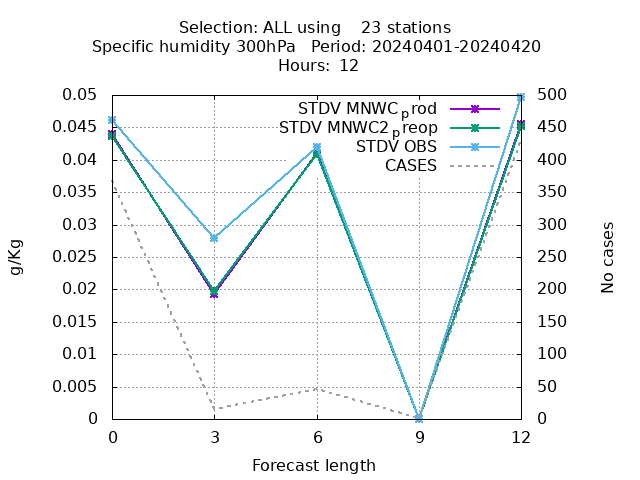 Selection: ALL using    23 stations
Specific humidity 300hPa   Period: 20240401-20240420
Hours: 12
STDV MNWCprod
STDV MNWC2preop
STDV OBS
CASES
0.05
0.045
0.04
0.035
0.03
0.025
0.02
0.015
0.01
0.005
0
500
450
400
350
300
250
200
150
100
50
0
g/Kg
No cases
0 3 6 9 12
Forecast length